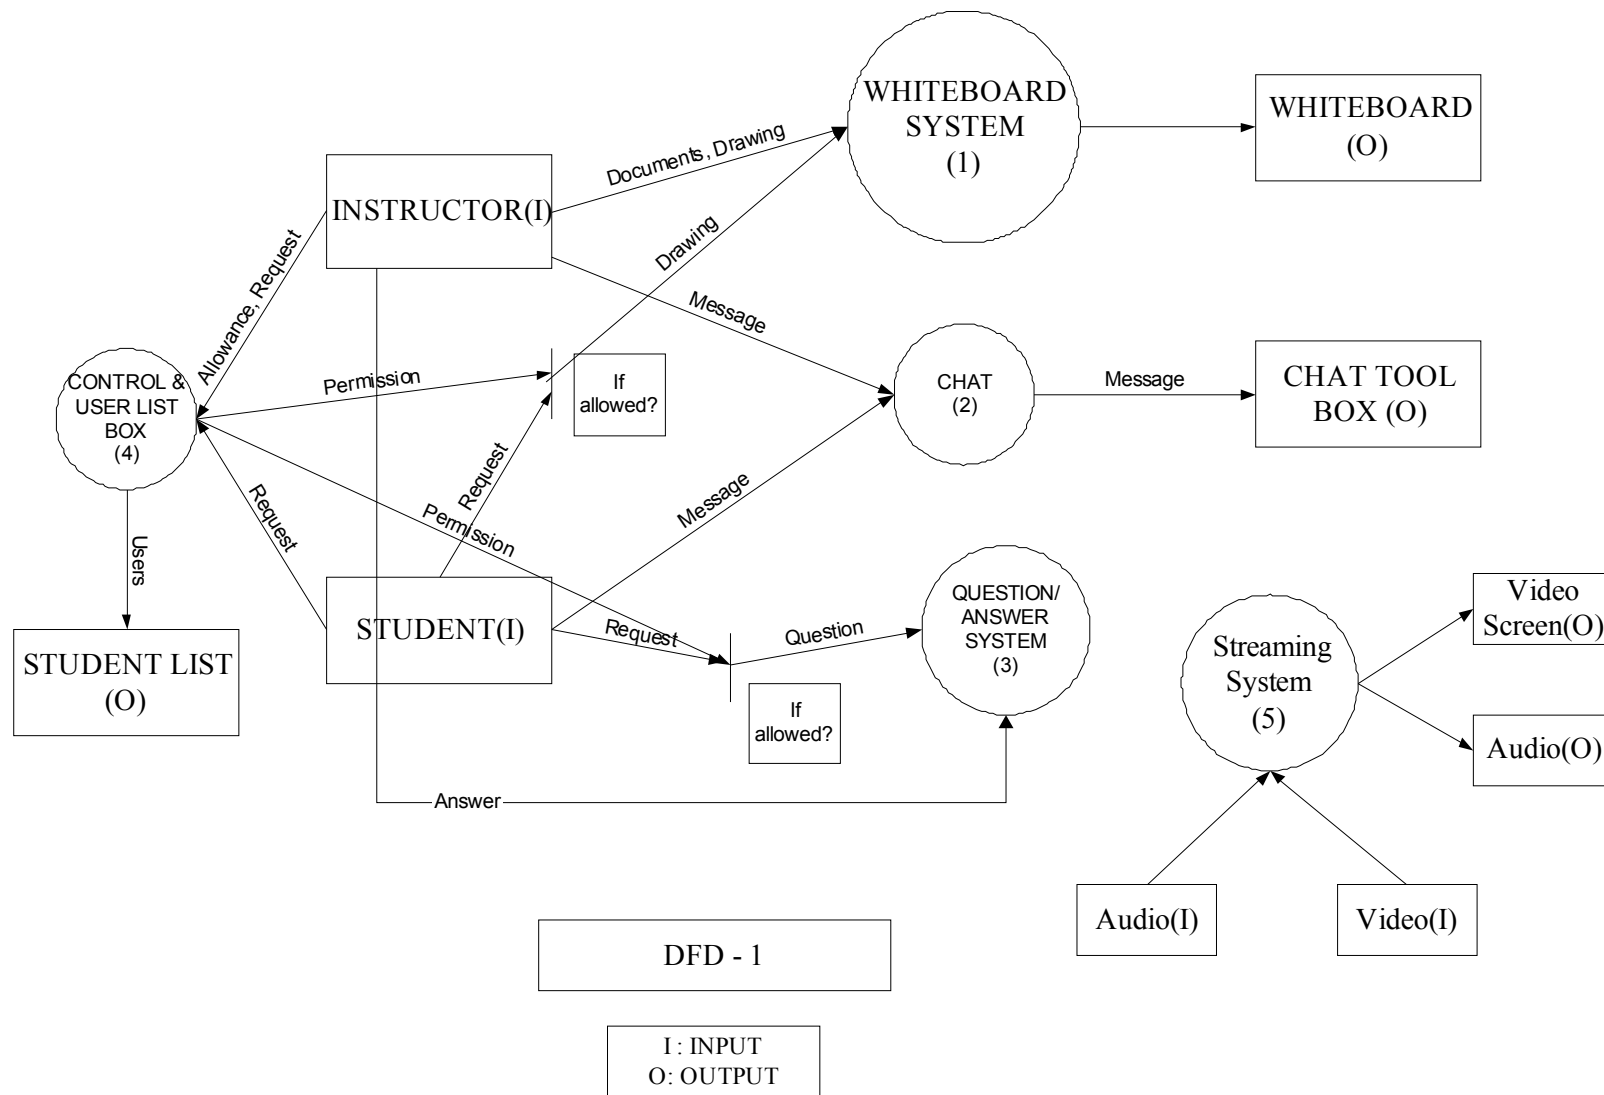 WHITEBOARD
SYSTEM
(1)
WHITEBOARD
(O)
Documents, Drawing
INSTRUCTOR(I)
Drawing
Allowance, Request
Message
CONTROL &
USER LIST
BOX
(4)
Permission
If
allowed?
CHAT
(2)
Message
CHAT TOOL
BOX (O)
Request
Request
Message
Permission
Users
STUDENT(I)
Request
Question
QUESTION/
ANSWER
SYSTEM
(3)
Video
Screen(O)
Streaming
System
(5)
STUDENT LIST
(O)
If
allowed?
Audio(O)
Answer
Audio(I)
Video(I)
DFD - 1
I : INPUT
O: OUTPUT